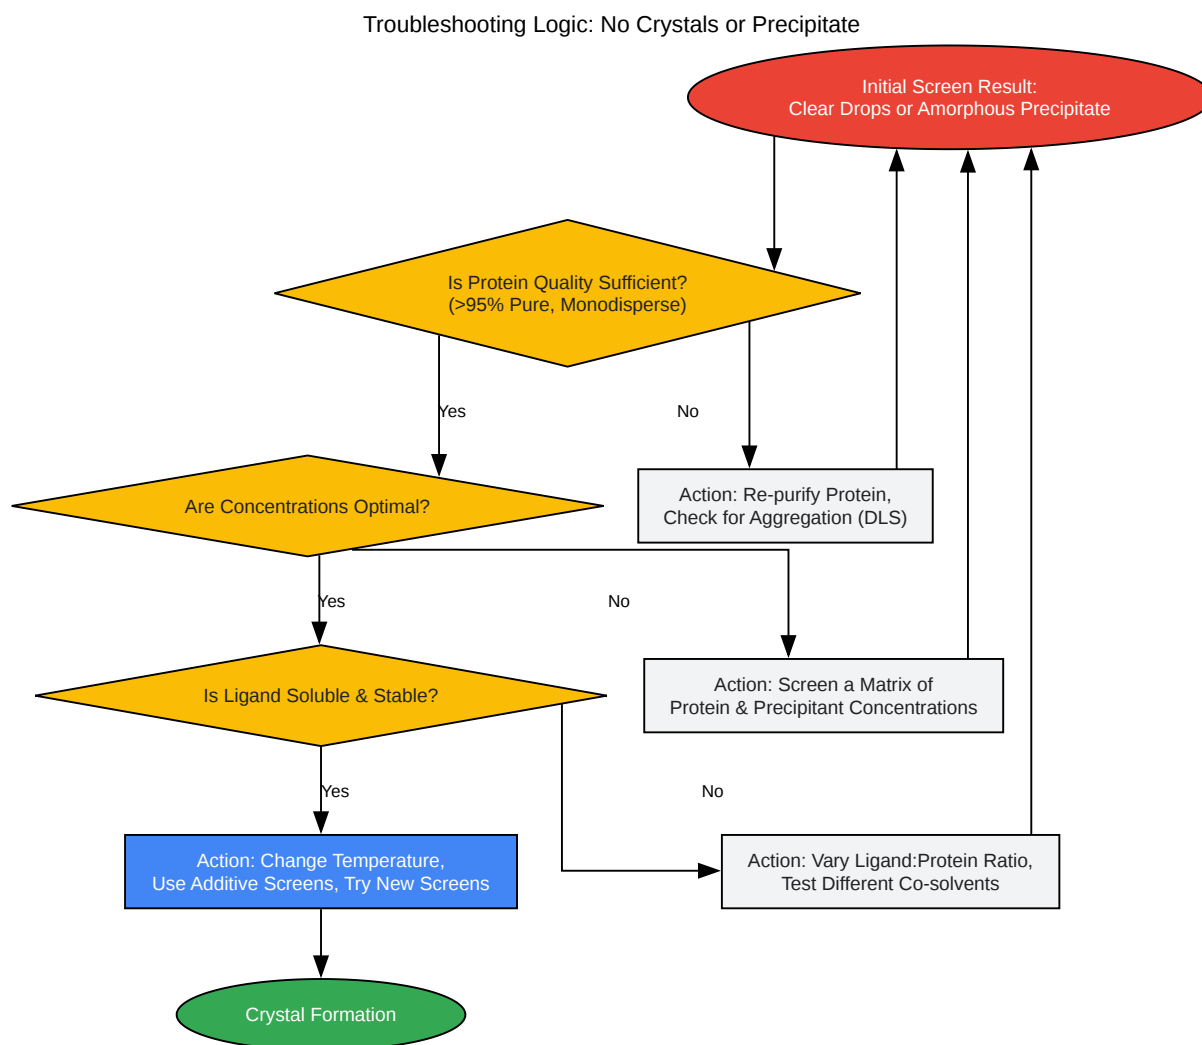 Troubleshooting Logic: No Crystals or Precipitate
Initial Screen Result:
Clear Drops or Amorphous Precipitate
Is Protein Quality Sufficient?
(>95% Pure, Monodisperse)
Yes
No
Are Concentrations Optimal?
Action: Re-purify Protein,
Check for Aggregation (DLS)
Yes
No
Is Ligand Soluble & Stable?
Action: Screen a Matrix of
Protein & Precipitant Concentrations
Yes
No
Action: Change Temperature,
Use Additive Screens, Try New Screens
Action: Vary Ligand:Protein Ratio,
Test Different Co-solvents
Crystal Formation